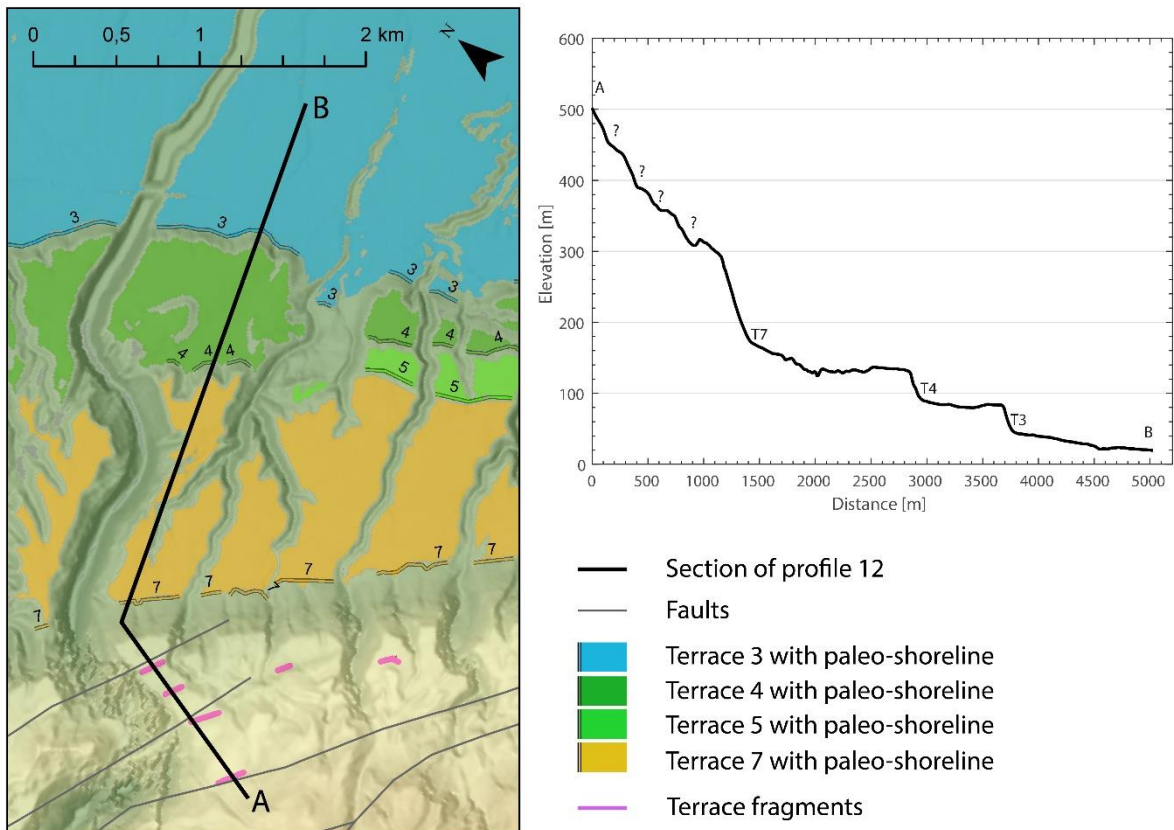 0 0,5 1 2 km
N
B
3
3
3
3
3
4 4 4
4
4
4
5
5
7
7
7
7
7
7
7
A
600
500
400
300
200
100
0
Elevation [m]
A
?
?
?
?
T7
T4
T3
B
0 500 1000 1500 2000 2500 3000 3500 4000 4500 5000
Distance [m]
Section of profile 12
Faults
Terrace 3 with paleo-shoreline
Terrace 4 with paleo-shoreline
Terrace 5 with paleo-shoreline
Terrace 7 with paleo-shoreline
Terrace fragments